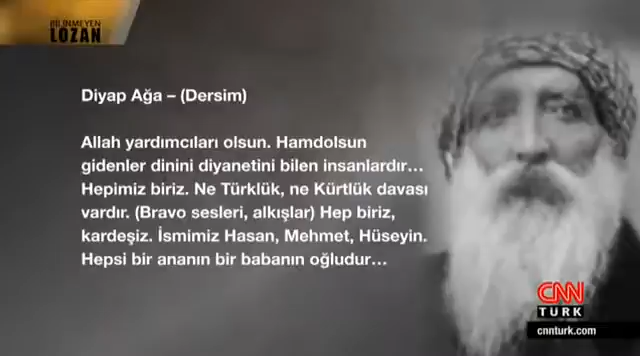 BİLİNMEYEN
LOZAN
Diyap Ağa – (Dersim)
Allah yardımcıları olsun. Hamdolsun
gidenler dinini diyanetini bilen insanlardır…
Hepimiz biriz. Ne Türklük, ne Kürtlük davası
vardır. (Bravo sesleri, alkışlar) Hep biriz,
kardeşiz. İsmimiz Hasan, Mehmet, Hüseyin.
Hepsi bir ananın bir babanın oğludur…
CNN
TURK
cnnturk.com